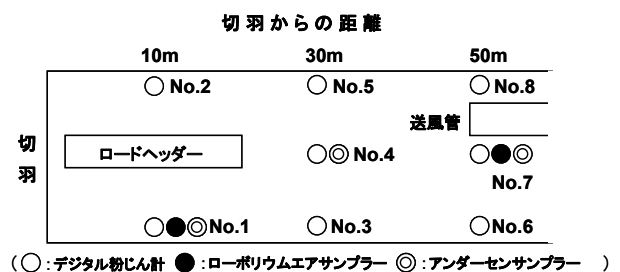 切羽からの距離
10m 30m 50m
No.2 No.5 No.8
送風管
切羽
ロードヘッダー
No.4
No.7
No.1 No.3 No.6
(○:デジタル粉じん計 ●:ローボリウムエアサンプラー ◎:アンダーセンサンプラー )